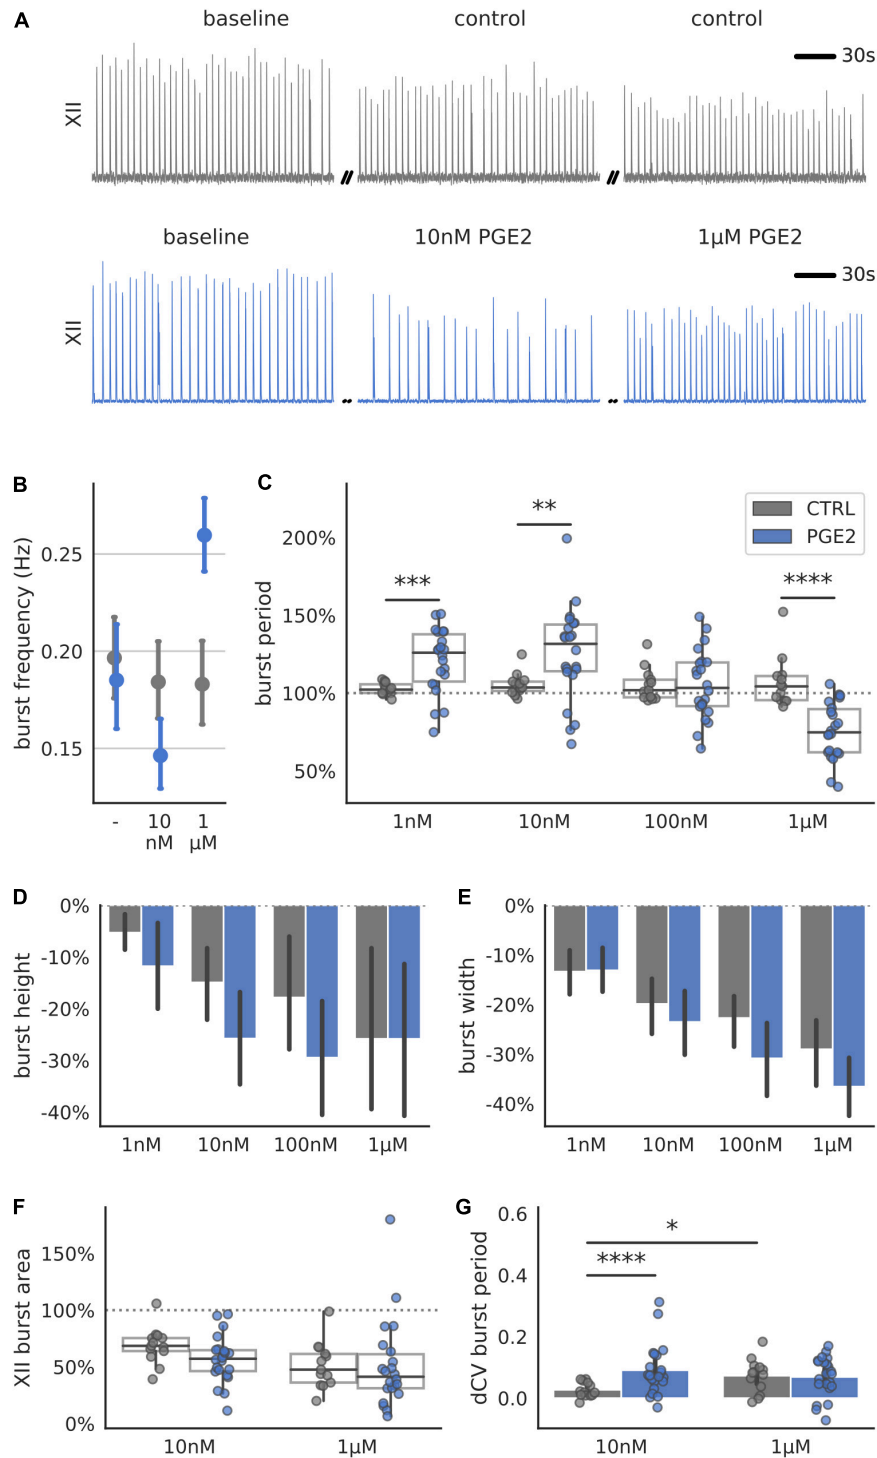 A
baseline control control
30s
XII
baseline 10nM PGE2 1μM PGE2
30s
XII
B
burst frequency (Hz)
0.25
0.20
0.15
- 10 nM 1 μM
C
burst period
200%
150%
100%
50%
*** ** ****
CTRL
PGE2
1nM 10nM 100nM 1μM
D
burst height
0%
-10%
-20%
-30%
-40%
1nM 10nM 100nM 1μM
E
burst width
0%
-10%
-20%
-30%
-40%
1nM 10nM 100nM 1μM
F
XII burst area
150%
100%
50%
0%
10nM 1μM
G
dCV burst period
0.6
0.4
0.2
0.0
*
****
10nM 1μM